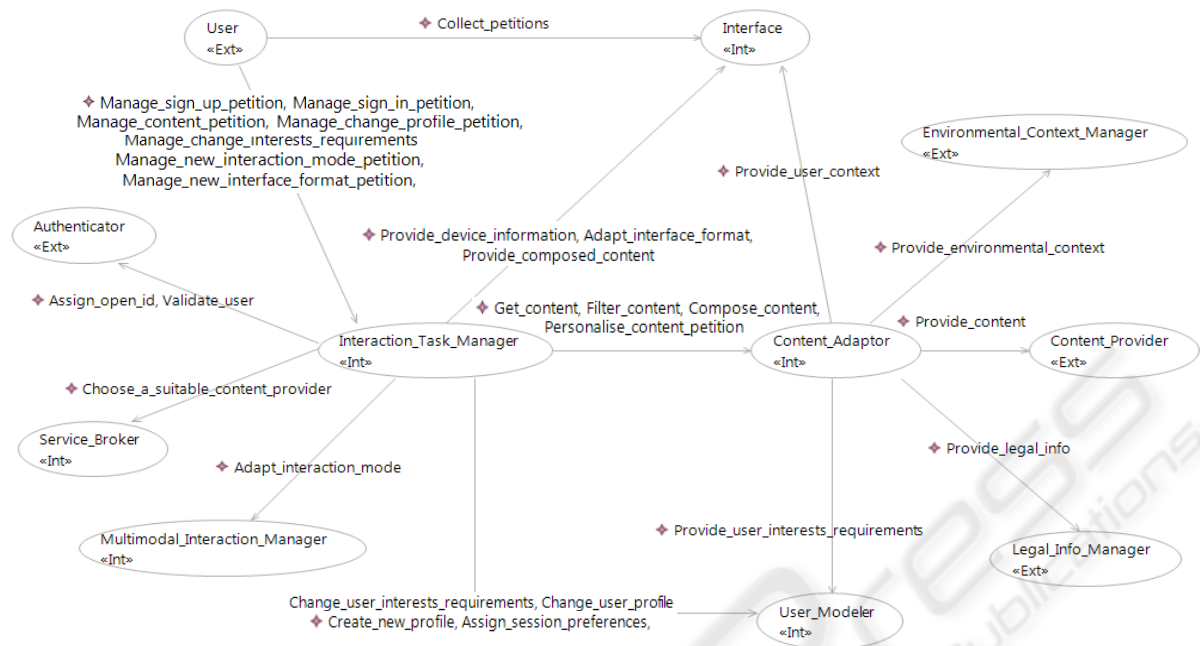 User
«Ext»
Collect_petitions
Interface
«Int»
Manage_sign_up_petition, Manage_sign_in_petition,
Manage_content_petition, Manage_change_profile_petition,
Manage_change_interests_requirements
Manage_new_interaction_mode_petition,
Manage_new_interface_format_petition,
Environmental_Context_Manager
«Ext»
Provide_user_context
Authenticator
«Ext»
Provide_device_information, Adapt_interface_format,
Provide_composed_content
Provide_environmental_context
Assign_open_id, Validate_user
Get_content, Filter_content, Compose_content,
Personalise_content_petition
Provide_content
Interaction_Task_Manager
«Int»
Content_Adaptor
«Int»
Content_Provider
«Ext»
Choose_a_suitable_content_provider
Service_Broker
«Int»
Adapt_interaction_mode
Provide_legal_info
Multimodal_Interaction_Manager
«Int»
Provide_user_interests_requirements
Legal_Info_Manager
«Ext»
Change_user_interests_requirements, Change_user_profile
Create_new_profile, Assign_session_preferences,
User_Modeler
«Int»